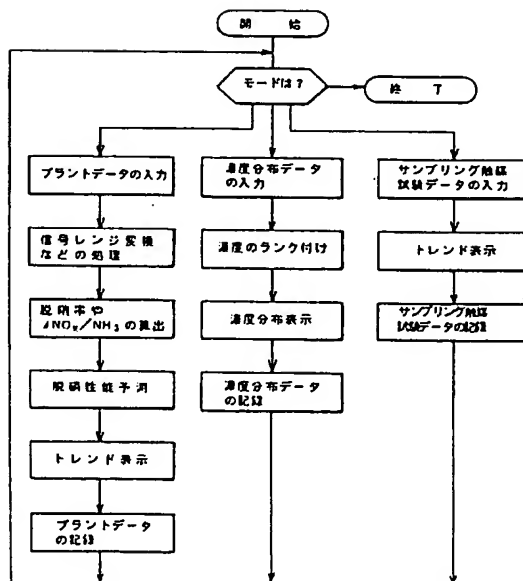 開始
モードは？
終了
プラントデータの入力
信号レンジ変換
などの処理
脱硝率や
ΔNOx／NH3の算出
脱硝性能予測
トレンド表示
プラントデータ
の記録
濃度分布データ
の入力
濃度のランク付け
濃度分布表示
濃度分布データ
の記録
サンプリング触媒
試験データの入力
トレンド表示
サンプリング触媒
試験データの記録